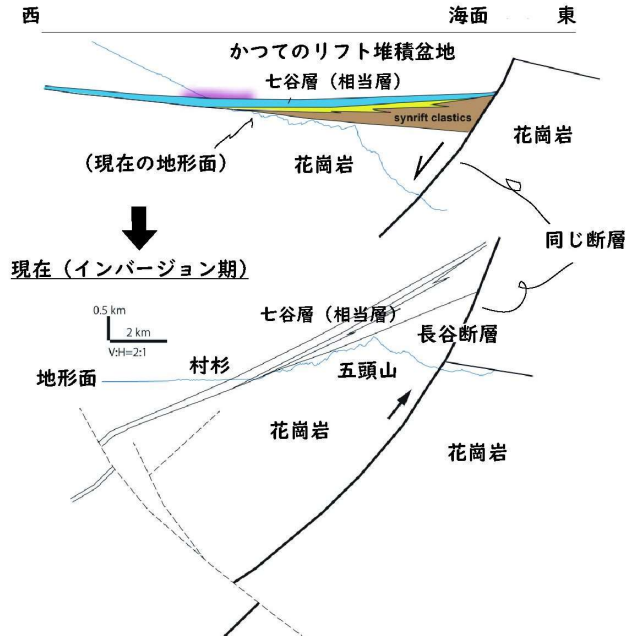 西
海面
東
かつてのリフト堆積盆地
七谷層（相当層）
synrift clastics
花崗岩
（現在の地形面）
花崗岩
同じ断層
現在（インバージョン期）
0.5 km
2 km
V:H=2:1
七谷層（相当層）
長谷断層
村杉
地形面
五頭山
花崗岩
花崗岩